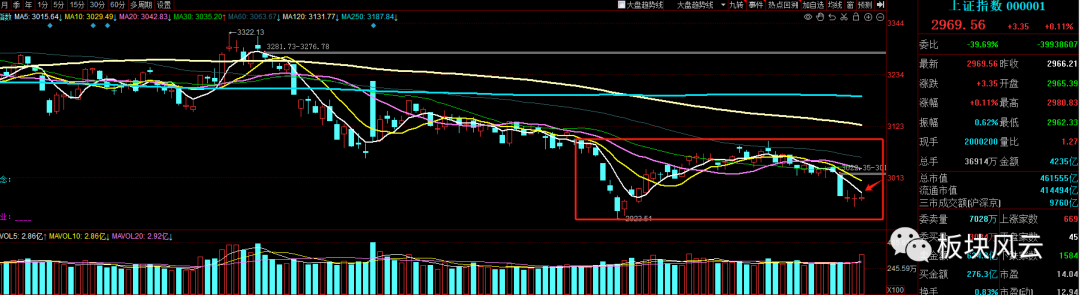 月 季 年 1分 5分 15分 30分 60分 多周期 设置
大盘趋势线 大盘趋势线 九转 事件 热点回溯 加自选 均线 窗 预测
指数 MA5: 3015.64↓ MA10: 3029.49↓ MA20: 3042.83↓ MA30: 3035.20↑ MA60: 3063.67↓ MA120: 3131.77↓ MA250: 3187.84↓
3322.13
3281.73-3276.78
3344
3234
3123
3013
2923.51
念:
业:
VOL5: 2.86亿↑ MAVOL10: 2.86亿↓ MAVOL20: 2.92亿↓
245.59万
X100
上证指数 000001
2969.56 +3.35 +0.11%
委比 -39.69% -39938607
最新 2969.56 昨收 2966.21
涨跌 +3.35 开盘 2965.39
涨幅 +0.11% 最高 2980.83
振幅 0.62% 最低 2962.33
现手 2008200 量比 1.27
总手 36914万 金额 4235亿
总市值 461555亿
流通市值 414494亿
三市成交额(沪深京) 9760亿
委卖量 7028万 上涨家数 669
45
1584
买金额 276.3亿 市盈 14.04
换手 0.83% 市盈(动) 12.94
板块风云